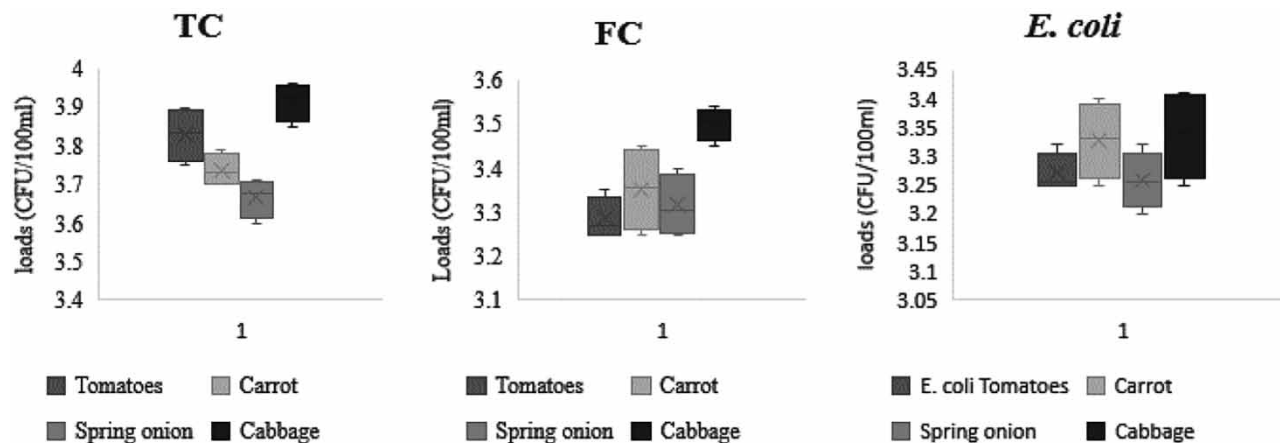 TC
loads (CFU/100ml)
4
3.9
3.8
3.7
3.6
3.5
3.4
1
Tomatoes
Carrot
Spring onion
Cabbage
FC
Loads (CFU/100ml)
3.6
3.5
3.4
3.3
3.2
3.1
1
Tomatoes
Carrot
Spring onion
Cabbage
E. coli
loads (CFU/100ml)
3.45
3.4
3.35
3.3
3.25
3.2
3.15
3.1
3.05
1
E. coli Tomatoes
Carrot
Spring onion
Cabbage